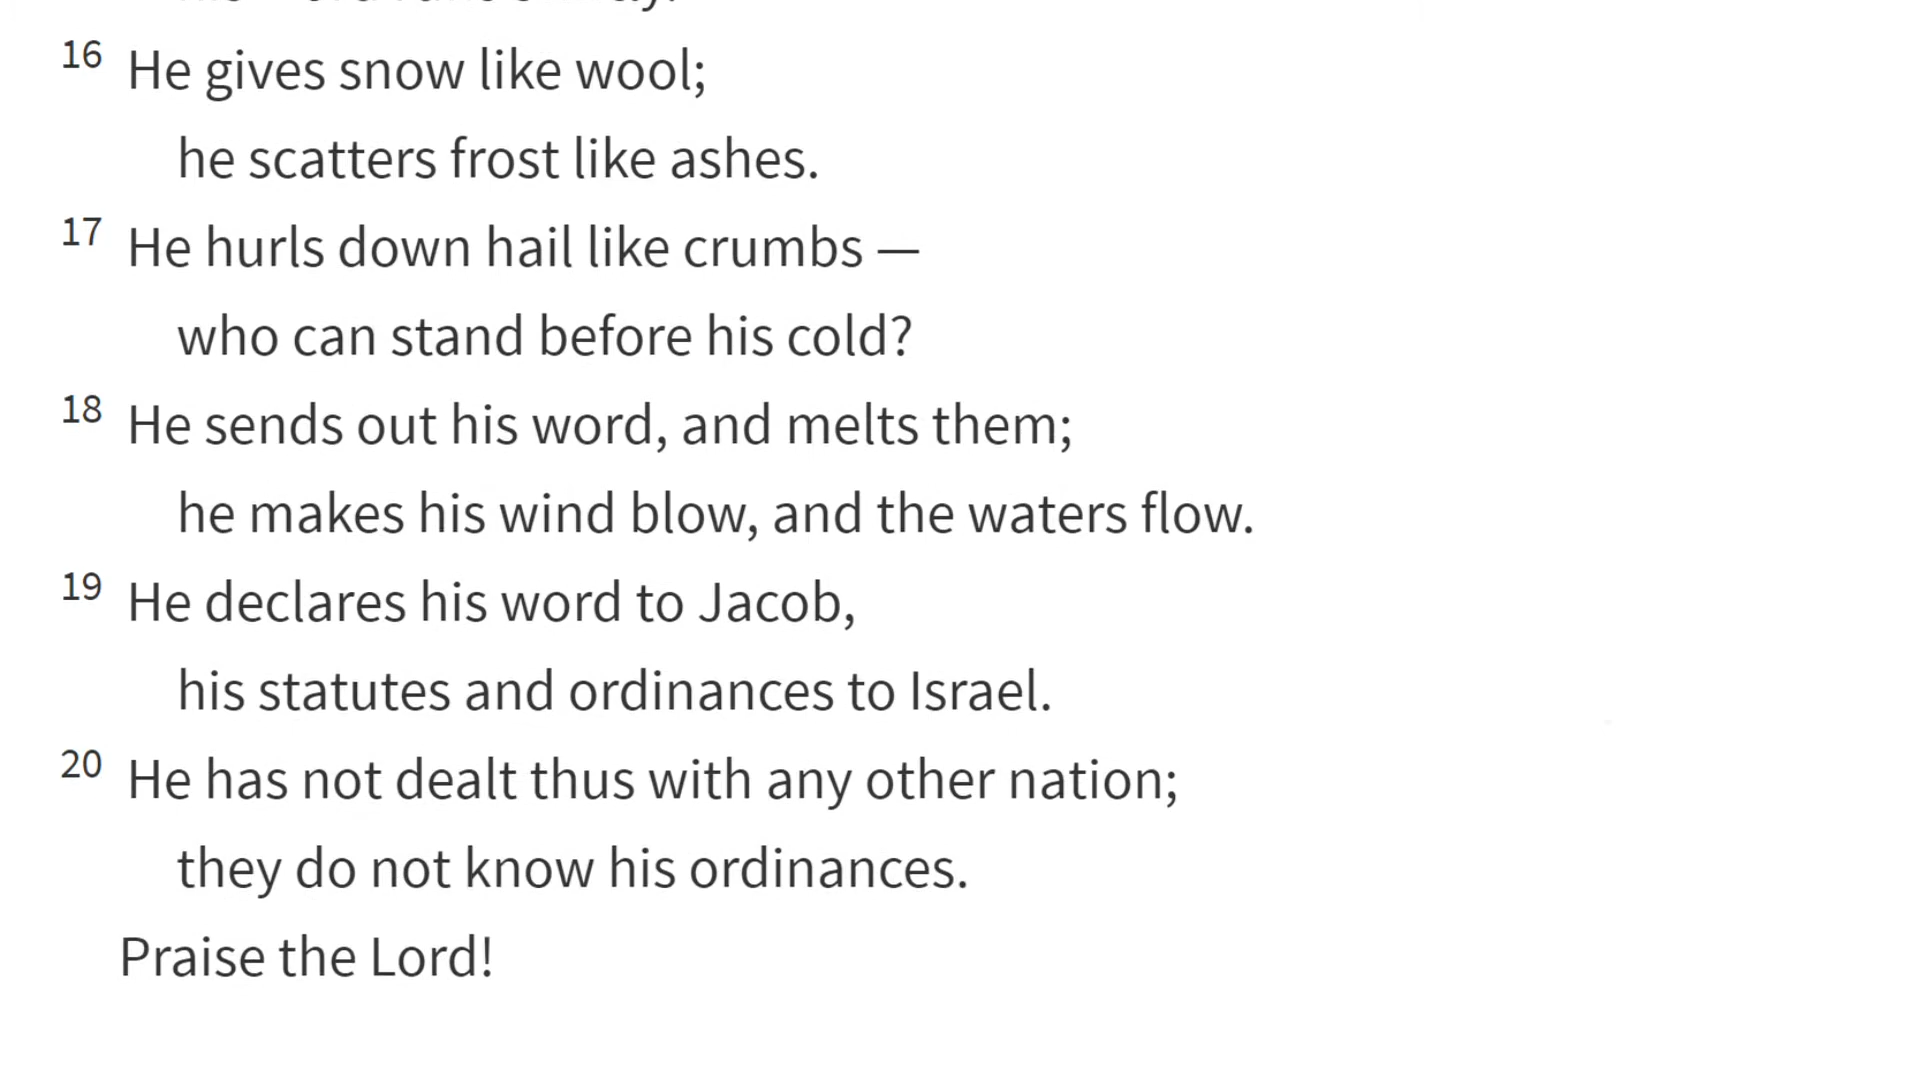 16 He gives snow like wool;
he scatters frost like ashes.
17 He hurls down hail like crumbs —
who can stand before his cold?
18 He sends out his word, and melts them;
he makes his wind blow, and the waters flow.
19 He declares his word to Jacob,
his statutes and ordinances to Israel.
20 He has not dealt thus with any other nation;
they do not know his ordinances.
Praise the Lord!